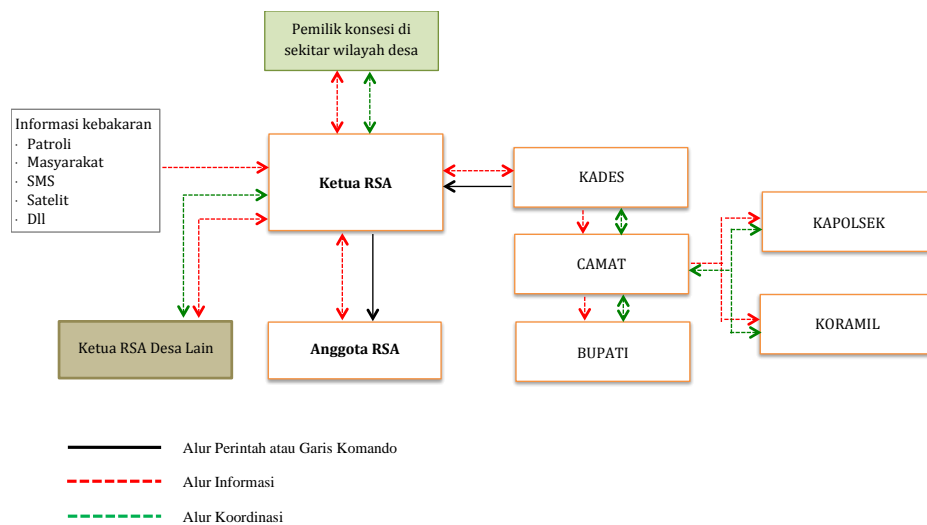 Pemilik konsesi di
sekitar wilayah desa
Informasi kebakaran
· Patroli
· Masyarakat
· SMS
· Satelit
· Dll
Ketua RSA
KADES
CAMAT
BUPATI
KAPOLSEK
KORAMIL
Ketua RSA Desa Lain
Anggota RSA
Alur Perintah atau Garis Komando
Alur Informasi
Alur Koordinasi